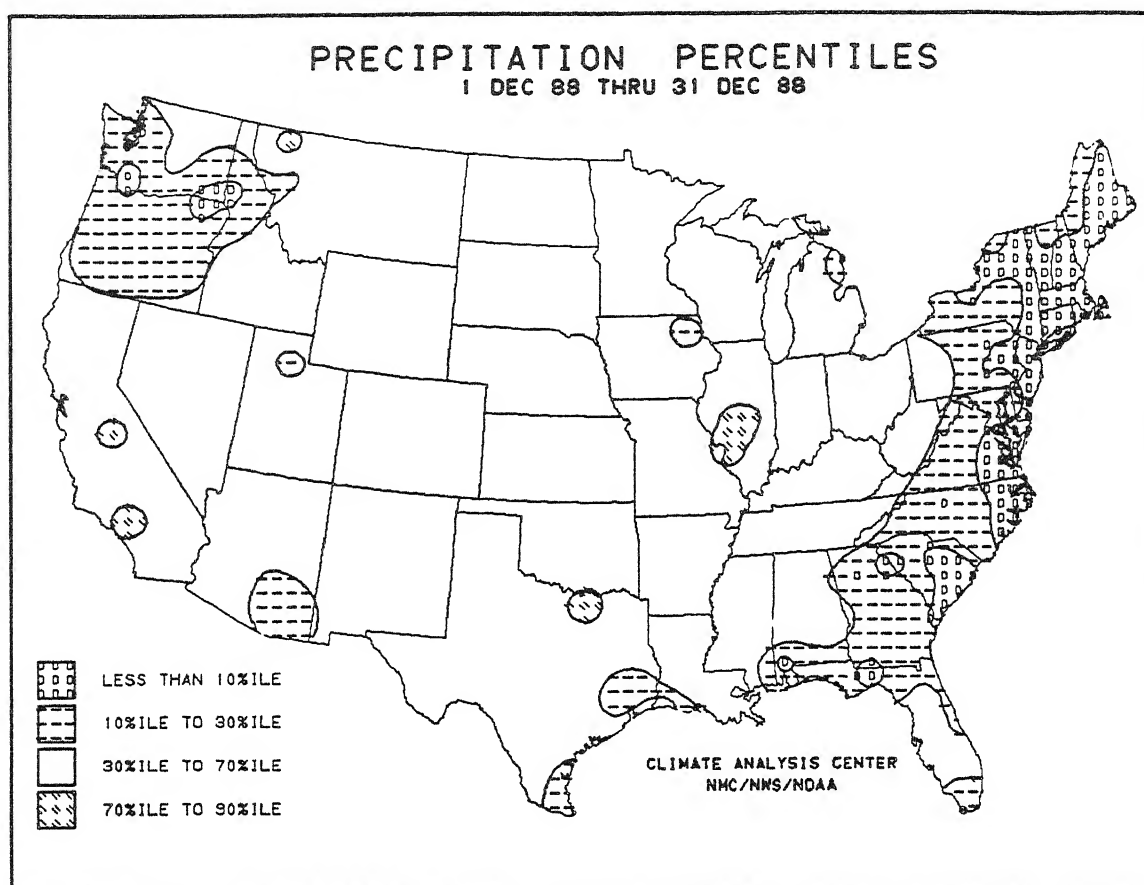 PRECIPITATION PERCENTILES
1 DEC 88 THRU 31 DEC 88
LESS THAN 10%ILE
10%ILE TO 30%ILE
30%ILE TO 70%ILE
70%ILE TO 90%ILE
CLIMATE ANALYSIS CENTER
NMC/NWS/NOAA